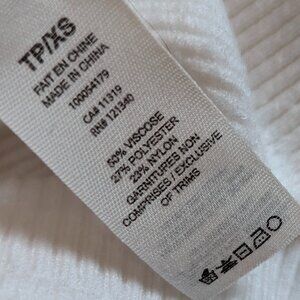 TP/XS
FAIT EN CHINE
MADE IN CHINA
100054179
CA# 11319
RN# 121340
50% VISCOSE
27% POLYESTER
23% NYLON
GARNITURES NON
COMPRISES / EXCLUSIVE
OF TRIMS